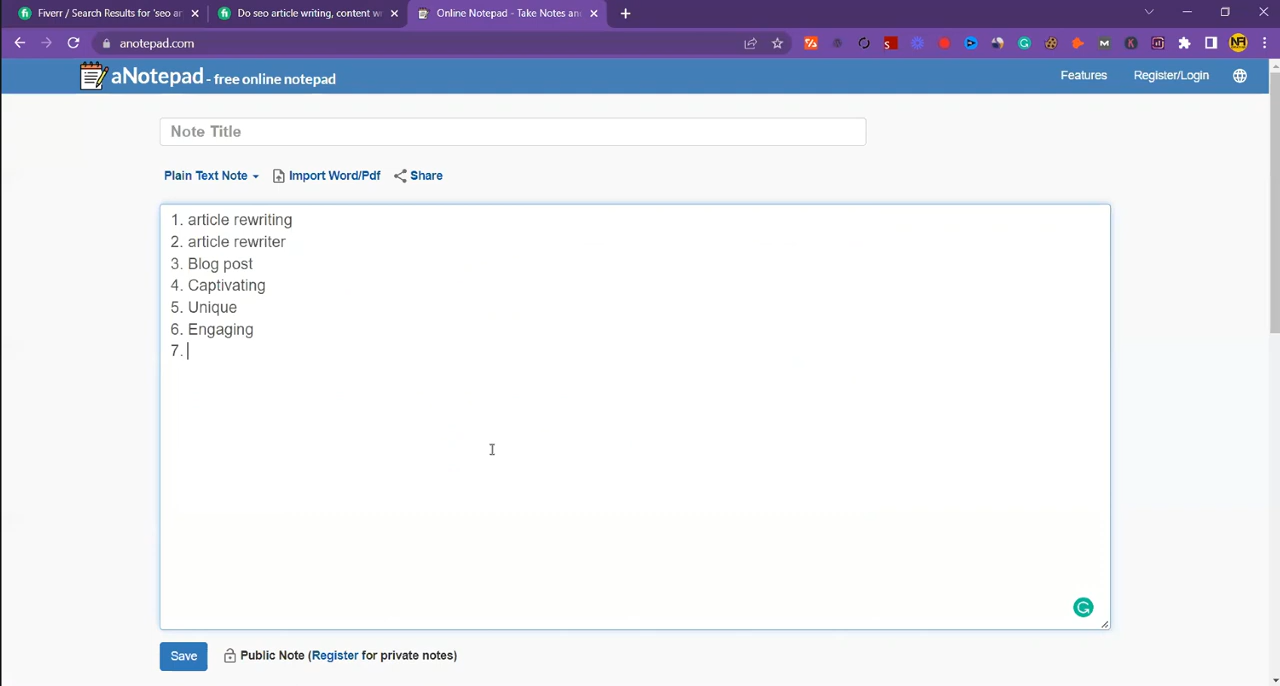 Fiverr / Search Results for 'seo ar
Do seo article writing, content wr
Online Notepad - Take Notes and
anotepad.com
aNotepad - free online notepad
Features
Register/Login
Note Title
Plain Text Note
Import Word/Pdf
Share
1. article rewriting
2. article rewriter
3. Blog post
4. Captivating
5. Unique
6. Engaging
7.
Save
Public Note (Register for private notes)